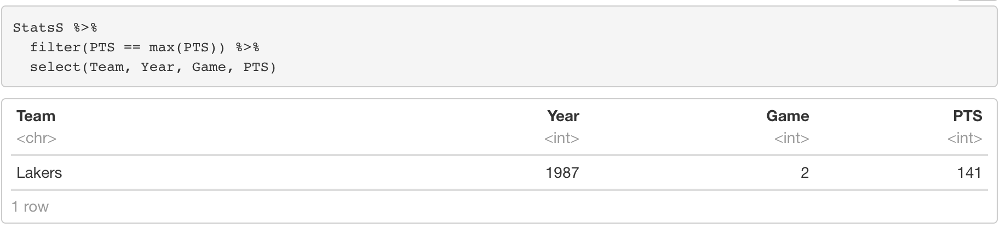 StatsS %>%
filter(PTS == max(PTS)) %>%
select(Team, Year, Game, PTS)
Team Year Game PTS
<chr> <int> <int> <int>
Lakers 1987 2 141
1 row